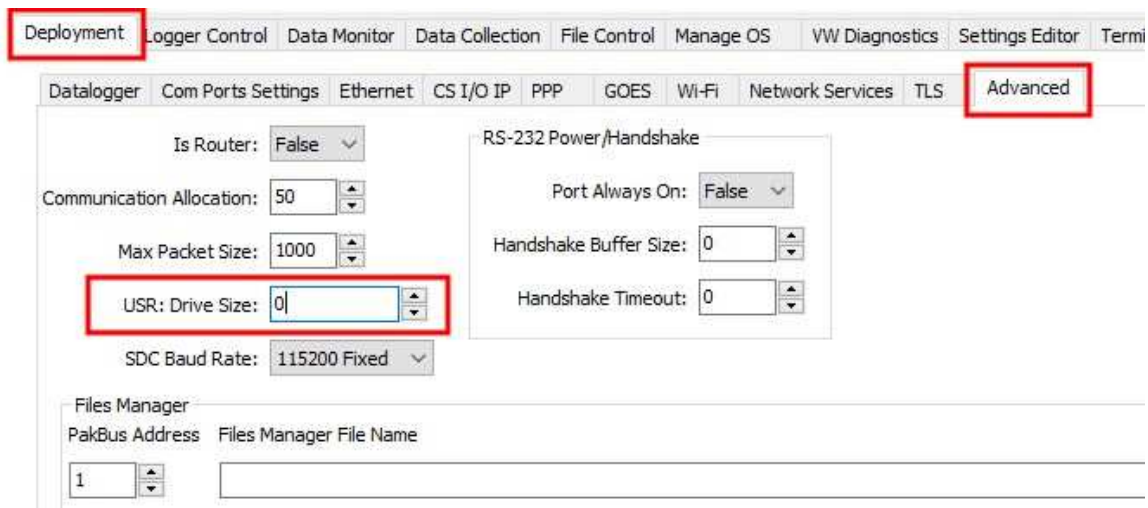 Deployment Logger Control Data Monitor Data Collection File Control Manage OS VW Diagnostics Settings Editor Termi
Datalogger Com Ports Settings Ethernet CS I/O IP PPP GOES Wi-Fi Network Services TLS Advanced
Is Router: False
RS-232 Power/Handshake
Communication Allocation: 50
Port Always On: False
Max Packet Size: 1000
Handshake Buffer Size: 0
USR: Drive Size: 0
Handshake Timeout: 0
SDC Baud Rate: 115200 Fixed
Files Manager
PakBus Address Files Manager File Name
1